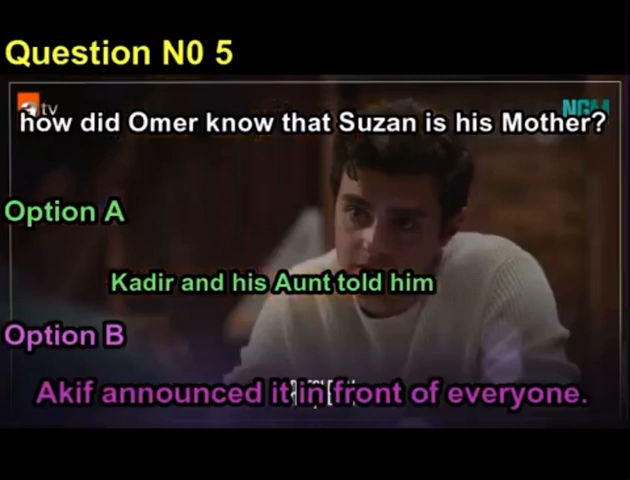 Question N0 5
tv
how did Omer know that Suzan is his Mother?
Option A
Kadir and his Aunt told him
Option B
Akif announced it in front of everyone.